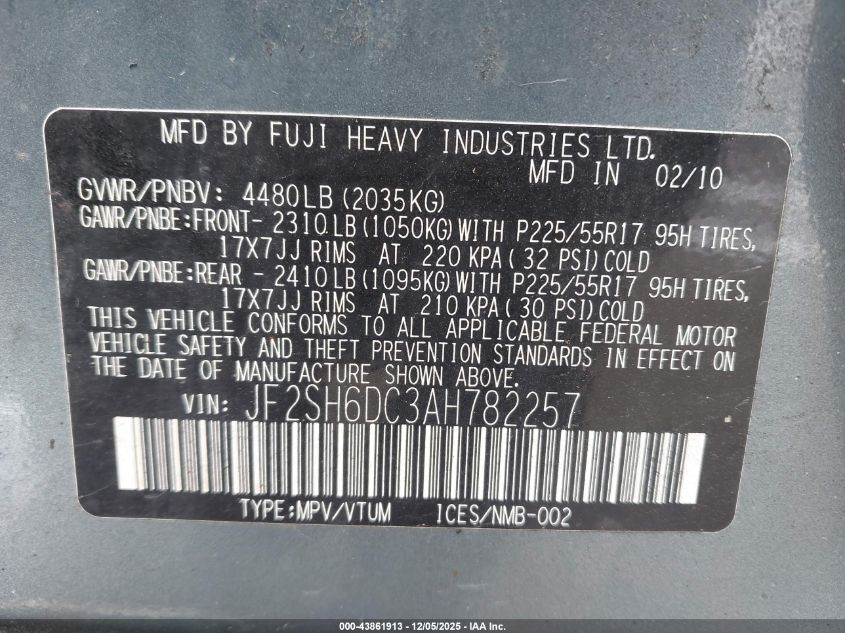 MFD BY FUJI HEAVY INDUSTRIES LTD.
MFD IN 02/10
GVWR/PNBV: 4480LB (2035KG)
GAWR/PNBE:FRONT- 2310LB(1050KG)WITH P225/55R17 95H TIRES,
17X7JJ RIMS AT 220 KPA(32 PSI)COLD
GAWR/PNBE:REAR - 2410LB(1095KG)WITH P225/55R17 95H TIRES,
17X7JJ RIMS AT 210 KPA(30 PSI)COLD
THIS VEHICLE CONFORMS TO ALL APPLICABLE FEDERAL MOTOR
VEHICLE SAFETY AND THEFT PREVENTION STANDARDS IN EFFECT ON
THE DATE OF MANUFACTURE SHOWN ABOVE.
VIN: JF2SH6DC3AH782257
TYPE:MPV/VTUM ICES/NMB-002
000-43861913 - 12/05/2025 - IAA Inc.